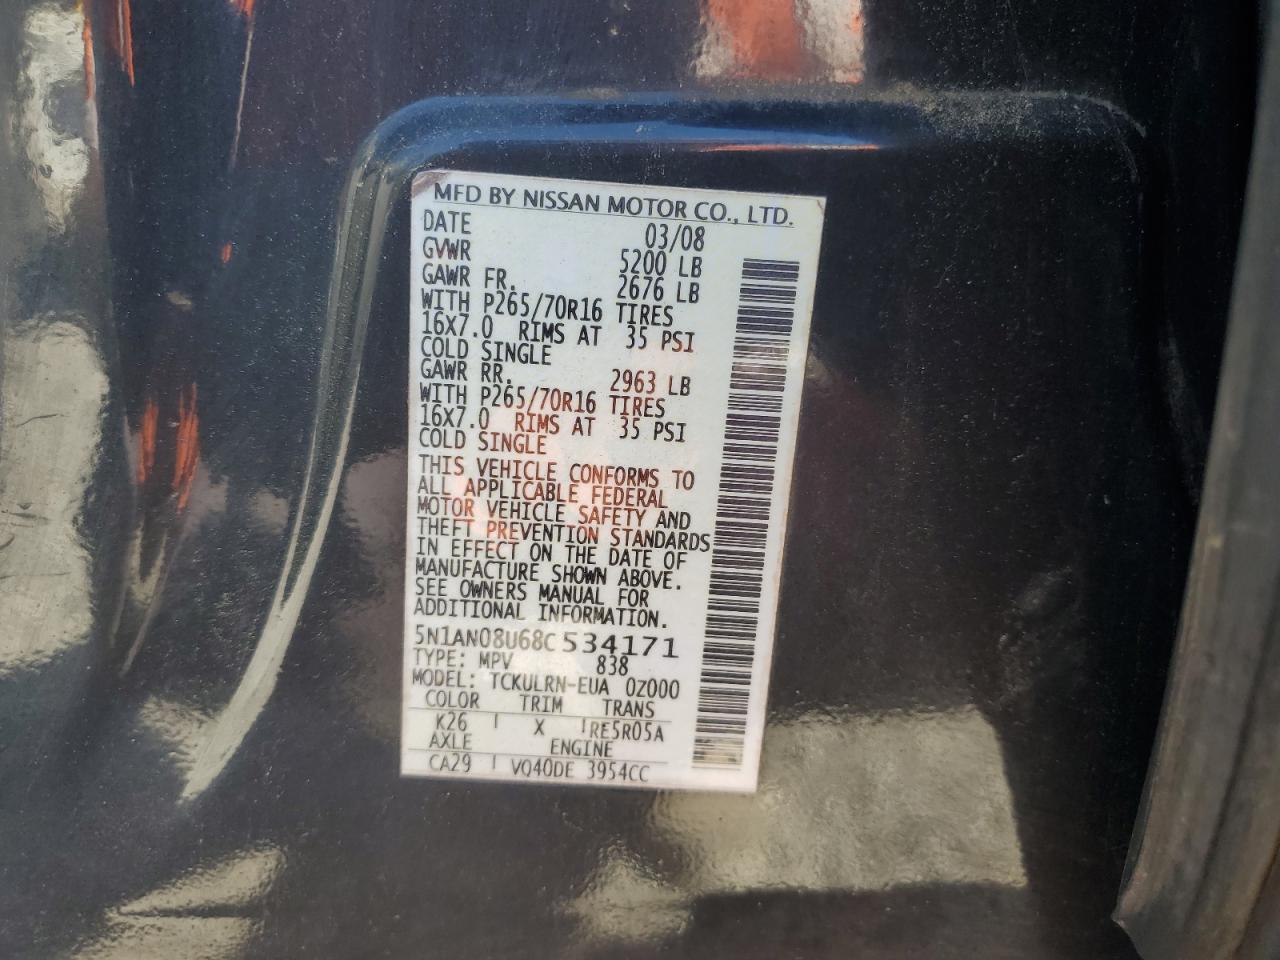 MFD BY NISSAN MOTOR CO., LTD.
DATE 03/08
GVWR 5200 LB
GAWR FR. 2676 LB
WITH P265/70R16 TIRES
16X7.0 RIMS AT 35 PSI
COLD SINGLE
GAWR RR. 2963 LB
WITH P265/70R16 TIRES
16X7.0 RIMS AT 35 PSI
COLD SINGLE
THIS VEHICLE CONFORMS TO
ALL APPLICABLE FEDERAL
MOTOR VEHICLE SAFETY AND
THEFT PREVENTION STANDARDS
IN EFFECT ON THE DATE OF
MANUFACTURE SHOWN ABOVE.
SEE OWNERS MANUAL FOR
ADDITIONAL INFORMATION.
5N1AN08U68C534171
TYPE: MPV 838
MODEL: TCKULRN-EUA 0Z000
COLOR TRIM TRANS
K26 X RE5R05A
AXLE ENGINE
CA29 VQ40DE 3954CC